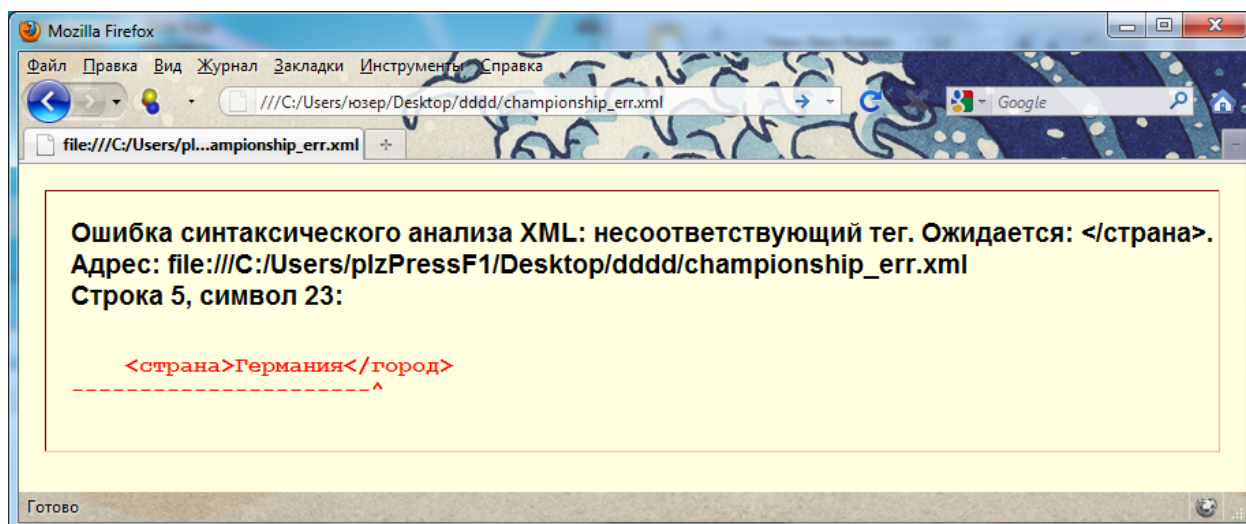 Mozilla Firefox
Файл Правка Вид Журнал Закладки Инструменты Справка
///C:/Users/юзер/Desktop/dddd/championship_err.xml
Google
file:///C:/Users/pl...ampionship_err.xml
Ошибка синтаксического анализа XML: несоответствующий тег. Ожидается: </страна>.
Адрес: file:///C:/Users/plzPressF1/Desktop/dddd/championship_err.xml
Строка 5, символ 23:
<страна>Германия</город>
----------------------^
Готово